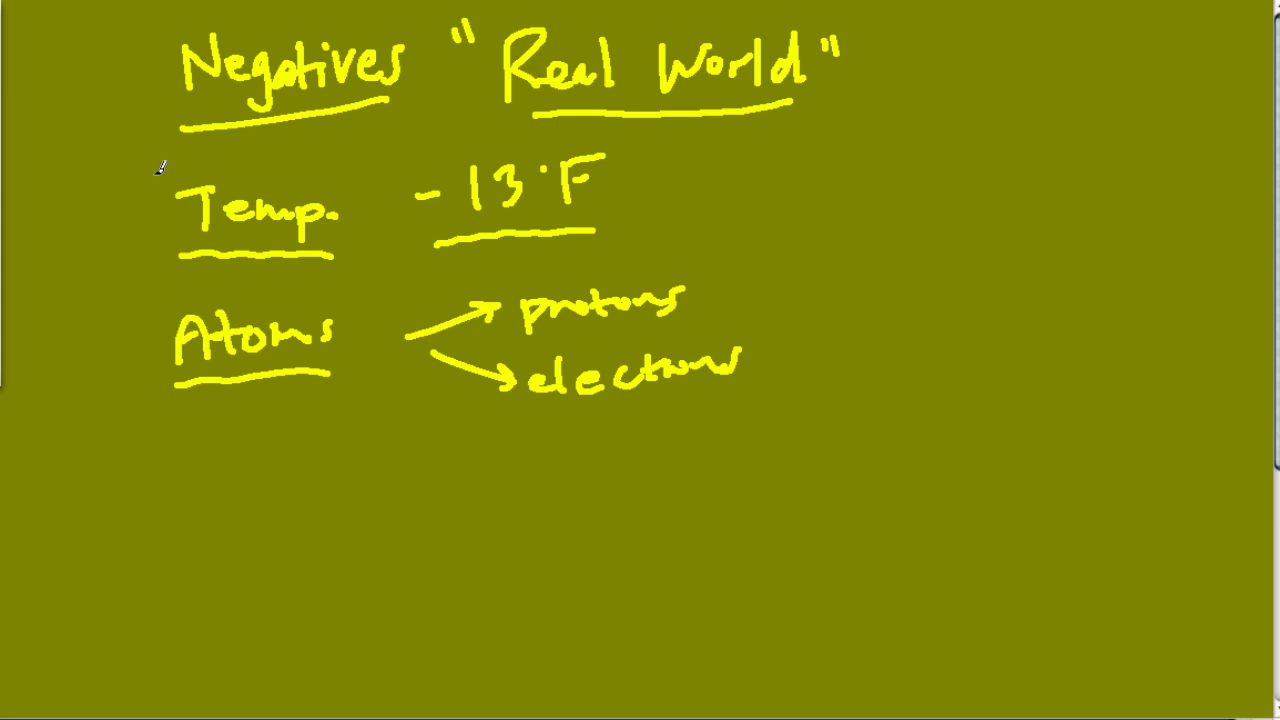 Negatives "Real World"
Temp. -13°F
Atoms → protons
→ electrons